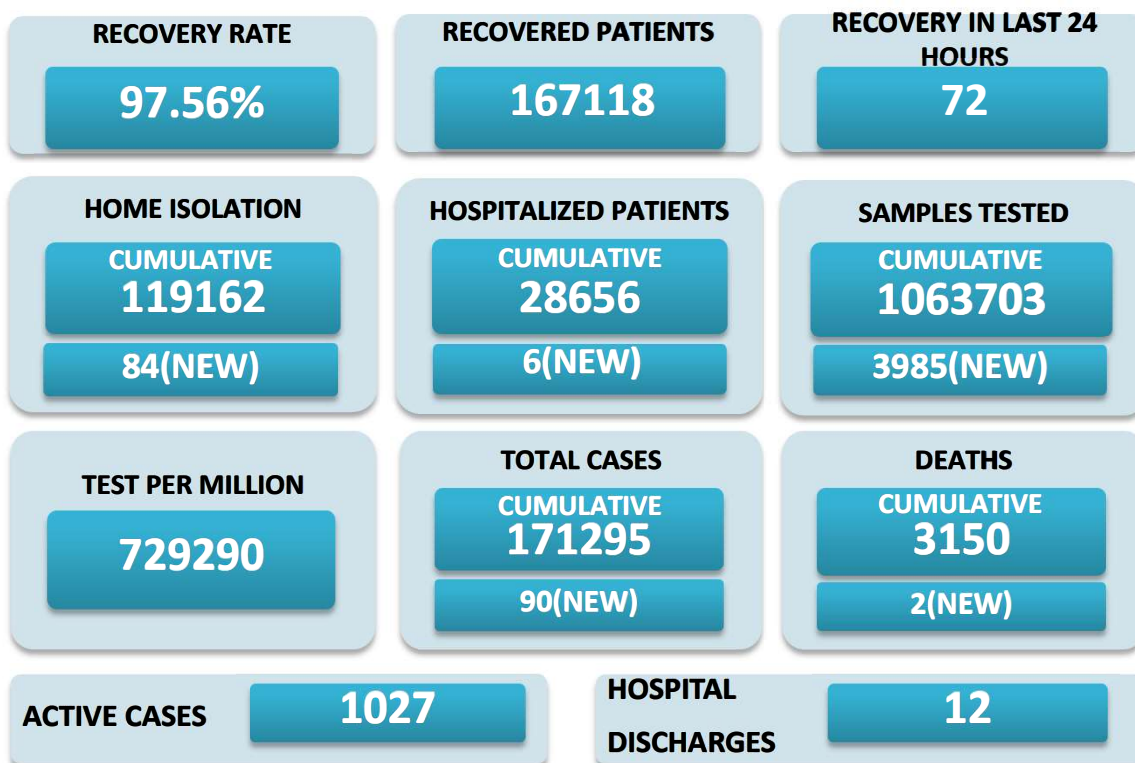 RECOVERY RATE
97.56%
RECOVERED PATIENTS
167118
RECOVERY IN LAST 24
HOURS
72
HOME ISOLATION
CUMULATIVE
119162
84(NEW)
HOSPITALIZED PATIENTS
CUMULATIVE
28656
6(NEW)
SAMPLES TESTED
CUMULATIVE
1063703
3985(NEW)
TEST PER MILLION
729290
TOTAL CASES
CUMULATIVE
171295
90(NEW)
DEATHS
CUMULATIVE
3150
2(NEW)
ACTIVE CASES
1027
HOSPITAL
DISCHARGES
12